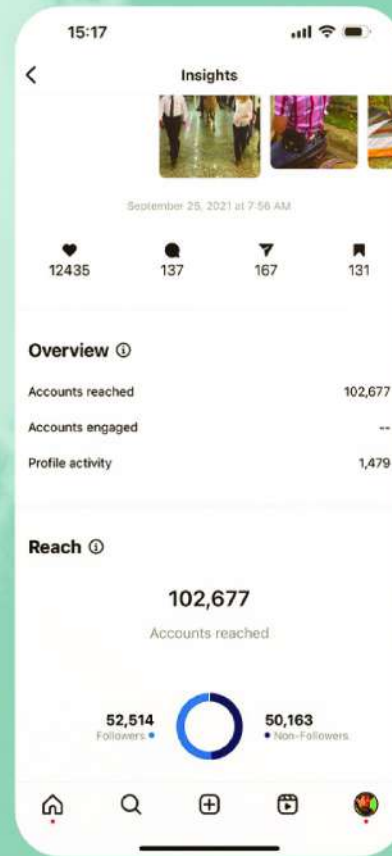 15:17
Insights
September 25, 2021 at 7:56 AM
12435 137 167 131
Overview
Accounts reached 102,677
Accounts engaged --
Profile activity 1,479
Reach
102,677
Accounts reached
52,514 50,163
Followers Non-Followers